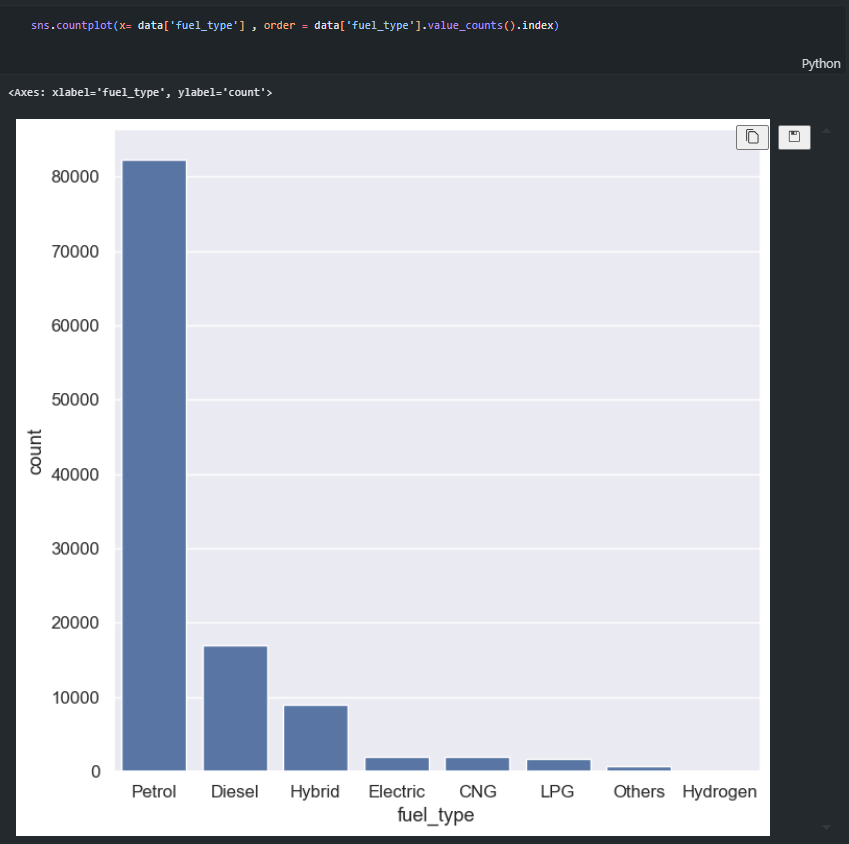 sns.countplot(x= data['fuel_type'] , order = data['fuel_type'].value_counts().index)
Python
<Axes: xlabel='fuel_type', ylabel='count'>
80000
70000
60000
50000
40000
30000
20000
10000
0
count
Petrol Diesel Hybrid Electric CNG LPG Others Hydrogen
fuel_type